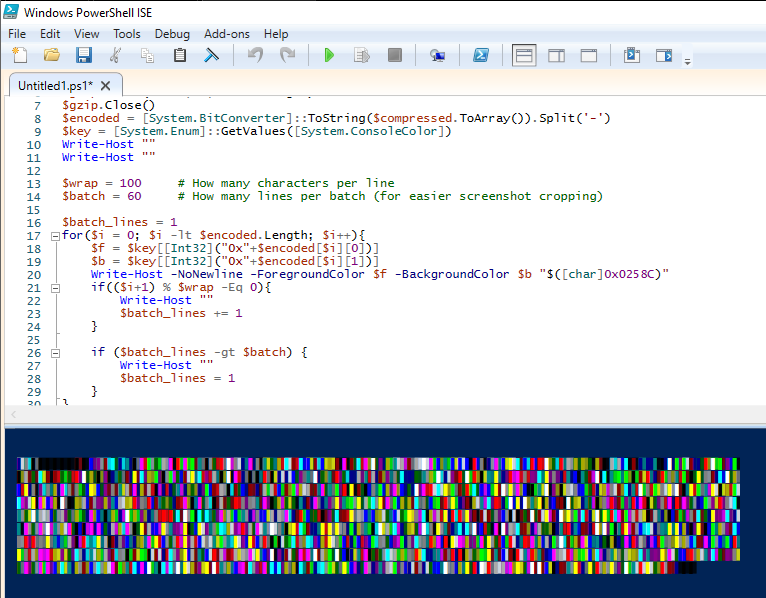 Windows PowerShell ISE
File Edit View Tools Debug Add-ons Help
Untitled1.ps1* X
7 $gzip.Close()
8 $encoded = [System.BitConverter]::ToString($compressed.ToArray()).Split('-')
9 $key = [System.Enum]::GetValues([System.ConsoleColor])
10 Write-Host ""
11 Write-Host ""
12
13 $wrap = 100 # How many characters per line
14 $batch = 60 # How many lines per batch (for easier screenshot cropping)
15
16 $batch_lines = 1
17 for($i = 0; $i -lt $encoded.Length; $i++){
18 $f = $key[[Int32]("0x"+$encoded[$i][0])]
19 $b = $key[[Int32]("0x"+$encoded[$i][1])]
20 Write-Host -NoNewline -ForegroundColor $f -BackgroundColor $b "$([char]0x0258C)"
21 if(($i+1) % $wrap -Eq 0){
22 Write-Host ""
23 $batch_lines += 1
24 }
25
26 if ($batch_lines -gt $batch) {
27 Write-Host ""
28 $batch_lines = 1
29 }
30 }